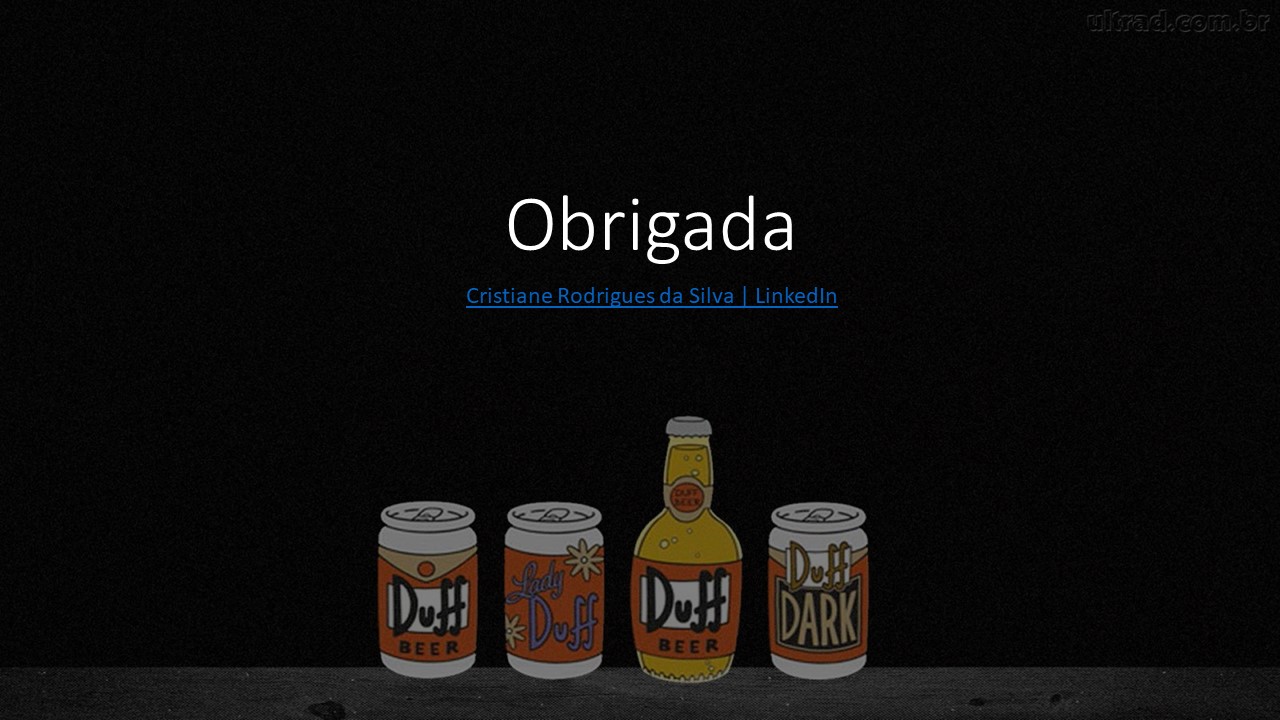 ultrad.com.br
Obrigada
Cristiane Rodrigues da Silva | LinkedIn
DUFF
BEER
Duff
BEER
Lady
Duff
Duff
BEER
Duff
DARK